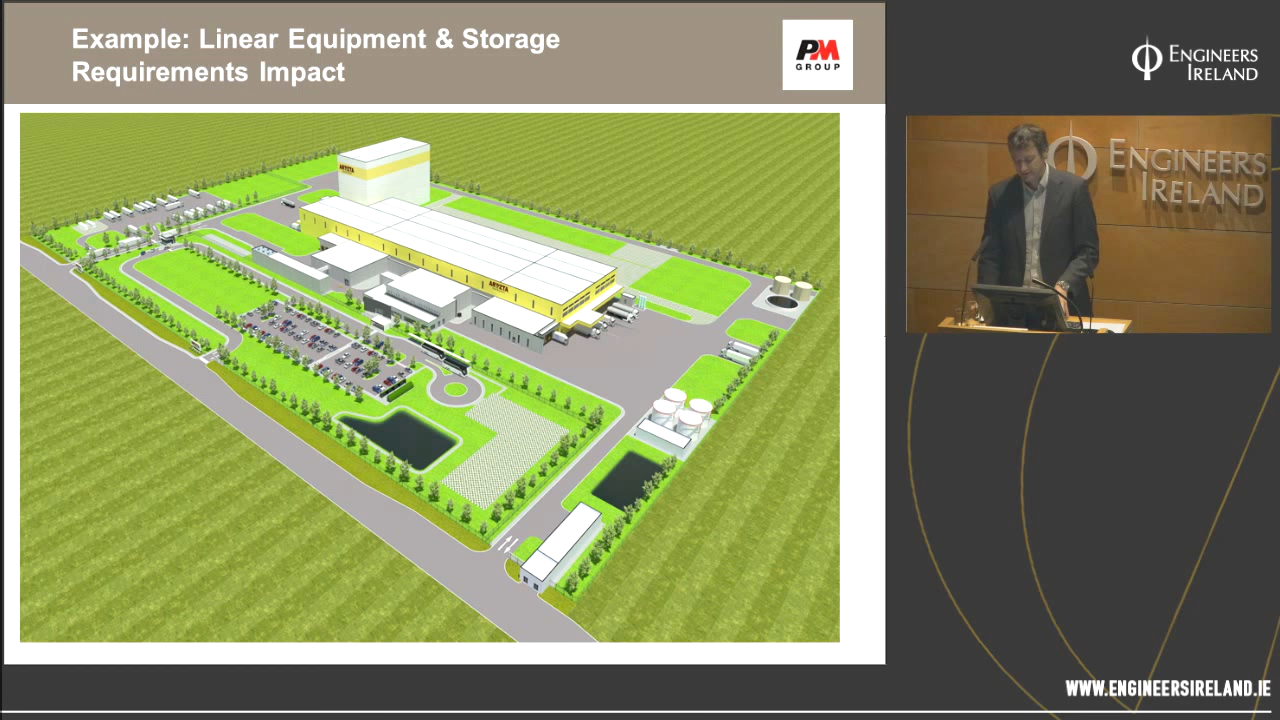 Example: Linear Equipment & Storage
Requirements Impact
PM
GROUP
ARYZTA
ARYZTA
ENGINEERS
IRELAND
ENGINEERS
IRELAND
WWW.ENGINEERSIRELAND.IE